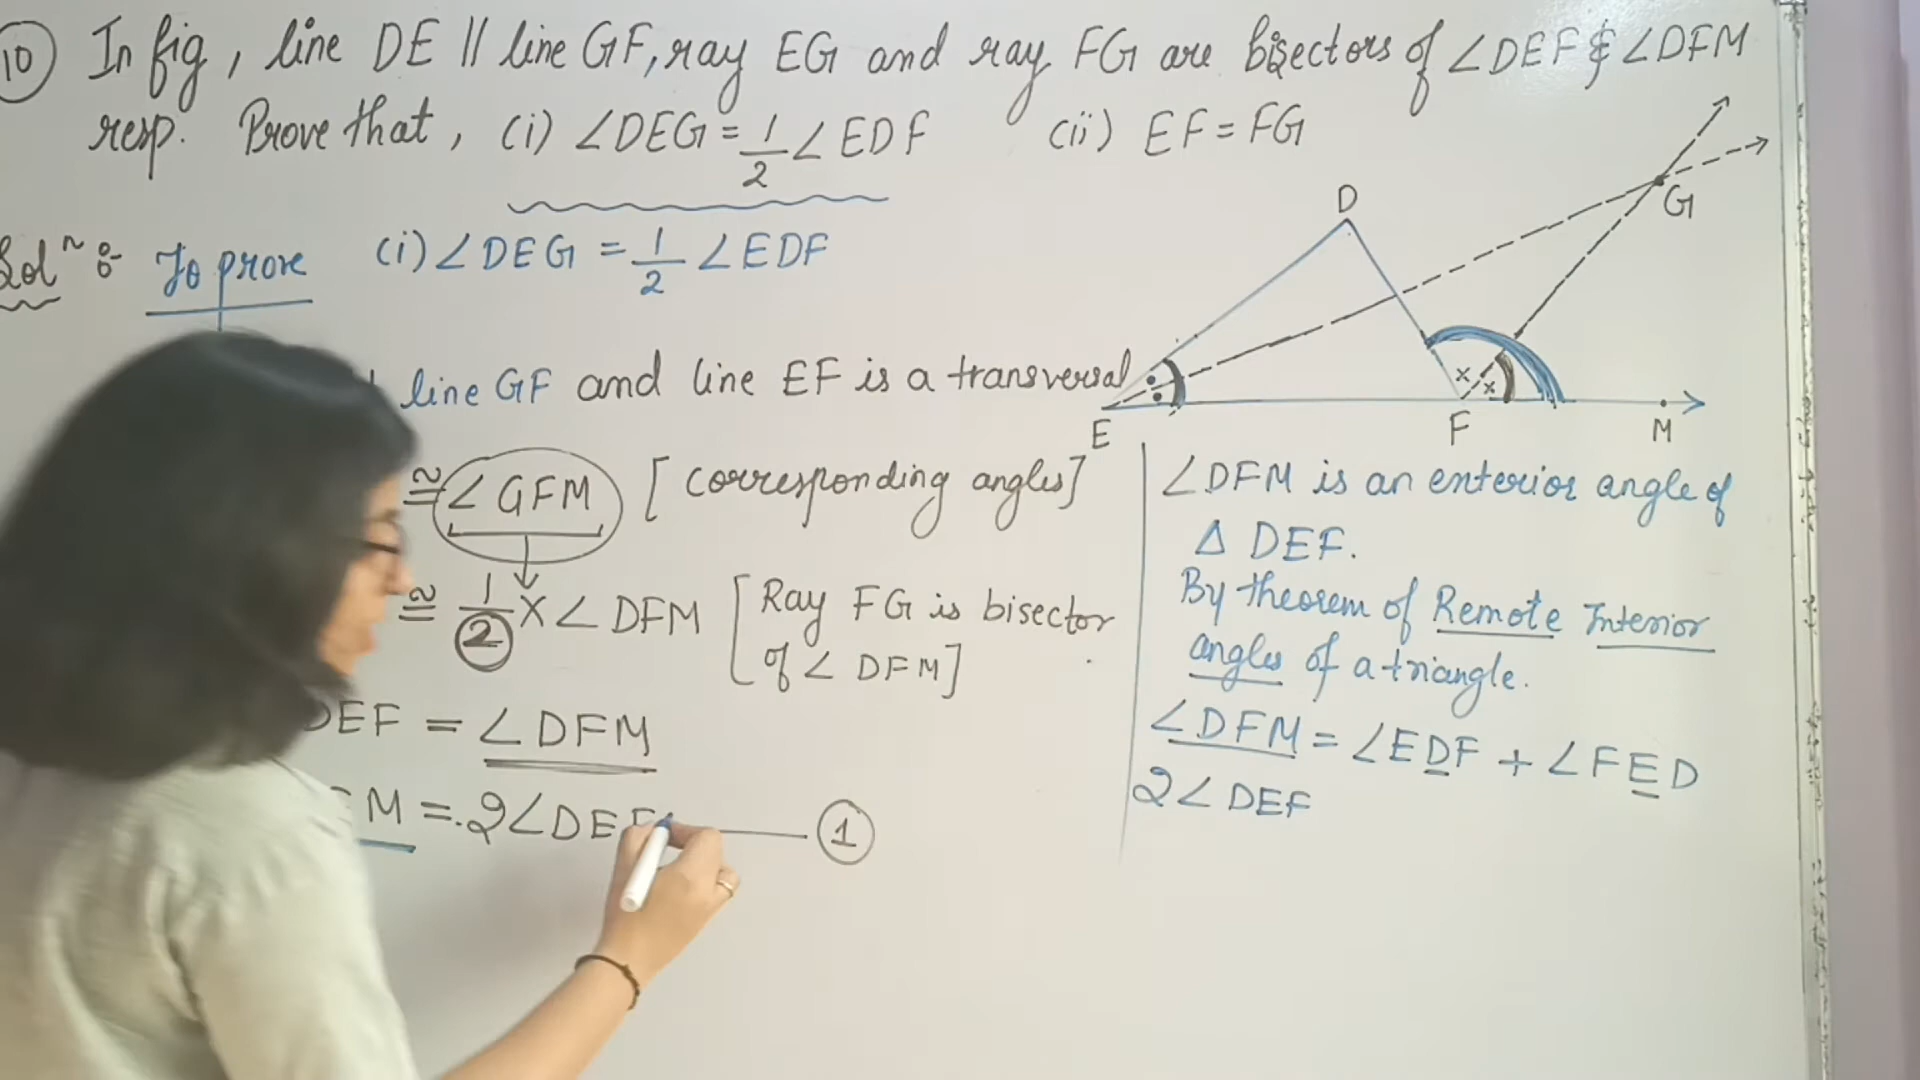 10) In fig, line DE || line GF, ray EG and ray FG are bisectors of ∠DEF & ∠DFM
resp. Prove that, (i) ∠DEG = 1/2 ∠EDF (ii) EF = FG
Solⁿ :- To prove (i) ∠DEG = 1/2 ∠EDF
line GF and line EF is a transversal
≅ ∠GFM [corresponding angles]
≅ 1/2 × ∠DFM [Ray FG is bisector
of ∠DFM]
DEF = ∠DFM
M = 2∠DEF 1
D
G
E
F
M
∠DFM is an exterior angle of
Δ DEF.
By theorem of Remote Interior
angles of a triangle.
∠DFM = ∠EDF + ∠FED
2∠DEF